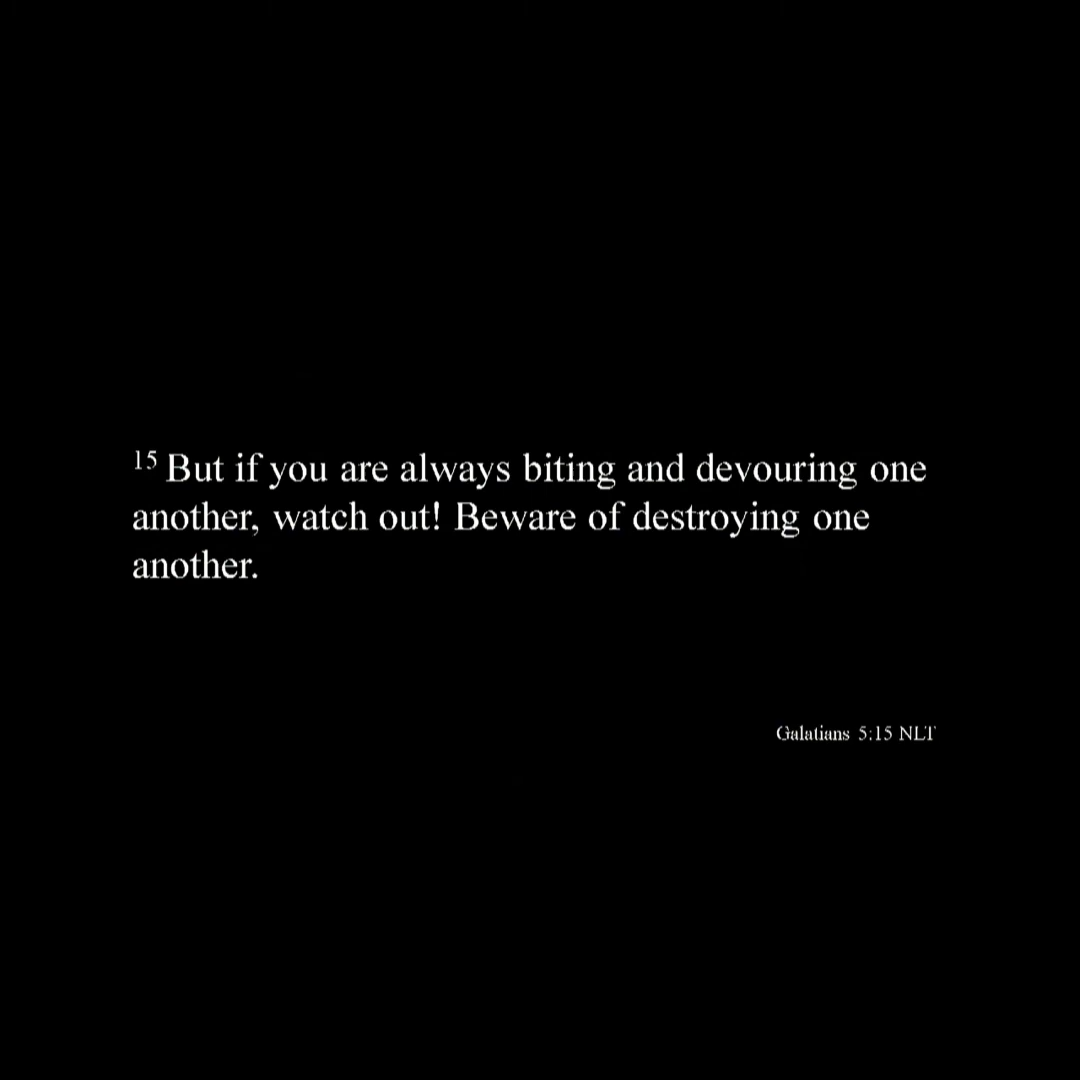 15 But if you are always biting and devouring one
another, watch out! Beware of destroying one
another.
Galatians 5:15 NLT